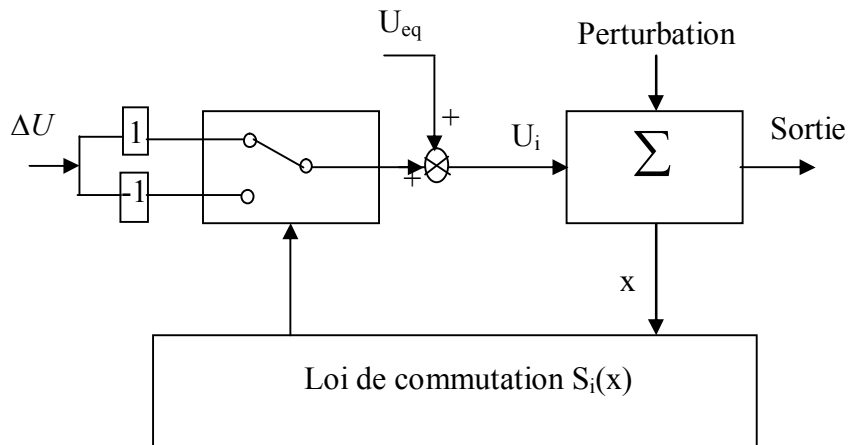 U_eq
Perturbation
ΔU
1
+
U_i
Σ
Sortie
-1
+
x
Loi de commutation S_i(x)